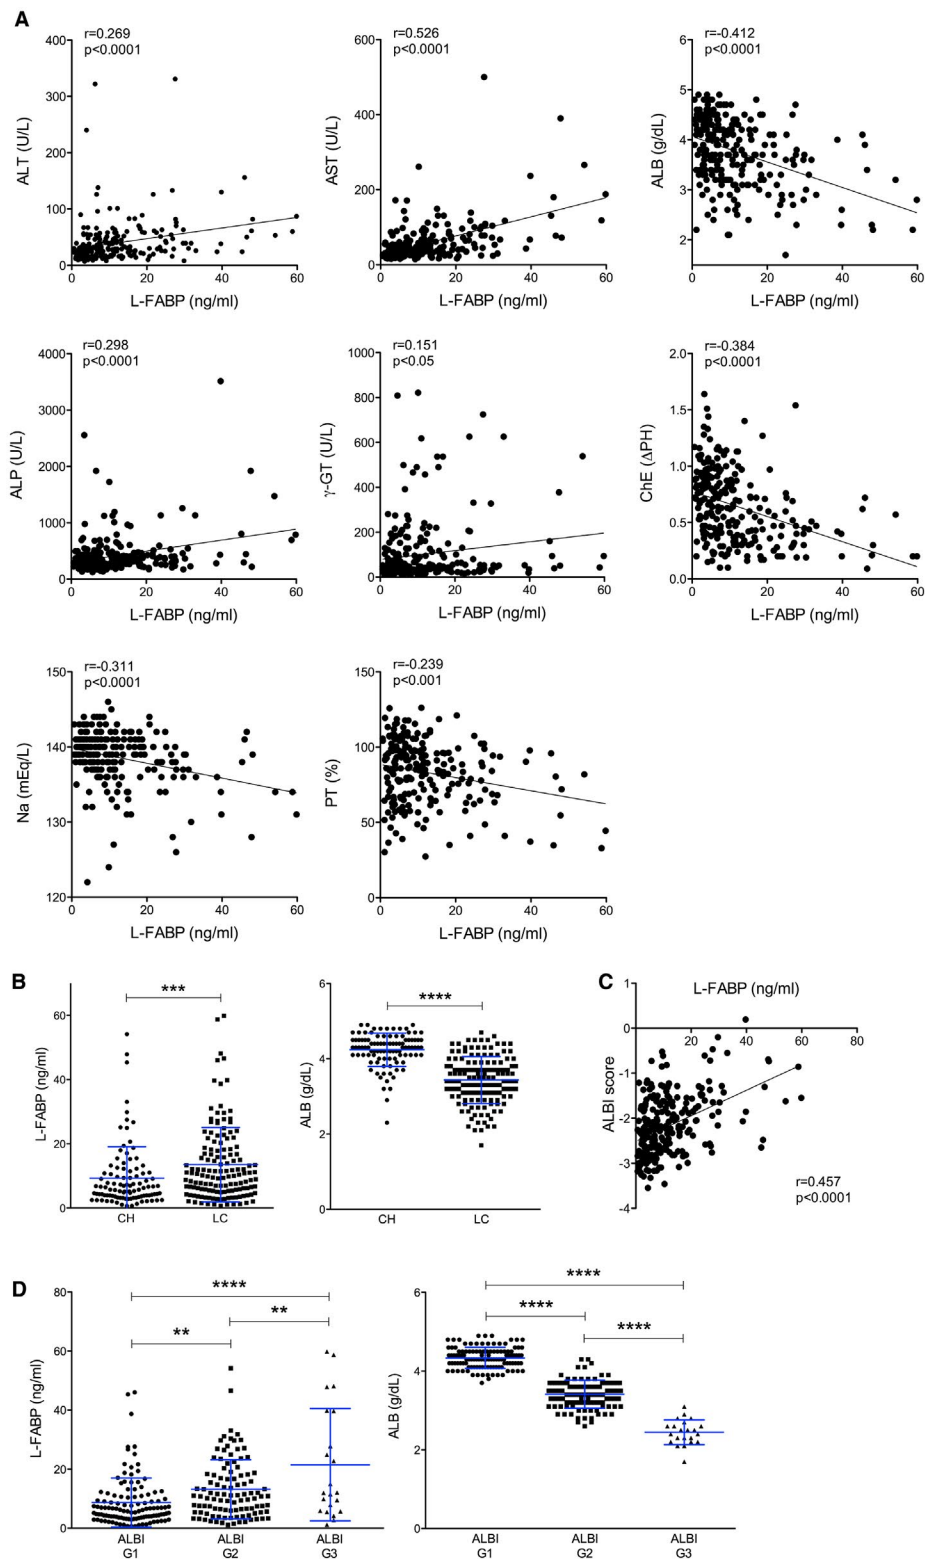 A
r=0.269
p<0.0001
400
300
200
100
0
ALT (U/L)
0 20 40 60
L-FABP (ng/ml)
r=0.526
p<0.0001
600
400
200
0
AST (U/L)
0 20 40 60
L-FABP (ng/ml)
r=-0.412
p<0.0001
6
5
4
3
2
ALB (g/dL)
0 20 40 60
L-FABP (ng/ml)
r=0.298
p<0.0001
4000
3000
2000
1000
0
ALP (U/L)
0 20 40 60
L-FABP (ng/ml)
r=0.151
p<0.05
1000
800
600
400
200
0
γ-GT (U/L)
0 20 40 60
L-FABP (ng/ml)
r=-0.384
p<0.0001
2.0
1.5
1.0
0.5
0.0
ChE (ΔPH)
0 20 40 60
L-FABP (ng/ml)
r=-0.311
p<0.0001
150
140
130
120
Na (mEq/L)
0 20 40 60
L-FABP (ng/ml)
r=-0.239
p<0.001
150
100
50
0
PT (%)
0 20 40 60
L-FABP (ng/ml)
B
***
60
40
20
0
L-FABP (ng/ml)
CH LC
****
6
4
2
0
ALB (g/dL)
CH LC
C
L-FABP (ng/ml)
20 40 60 80
1
0
-1
-2
-3
-4
ALBI score
r=0.457
p<0.0001
D
****
**
**
80
60
40
20
0
L-FABP (ng/ml)
ALBI ALBI ALBI
G1 G2 G3
****
****
****
6
4
2
0
ALB (g/dL)
ALBI ALBI ALBI
G1 G2 G3